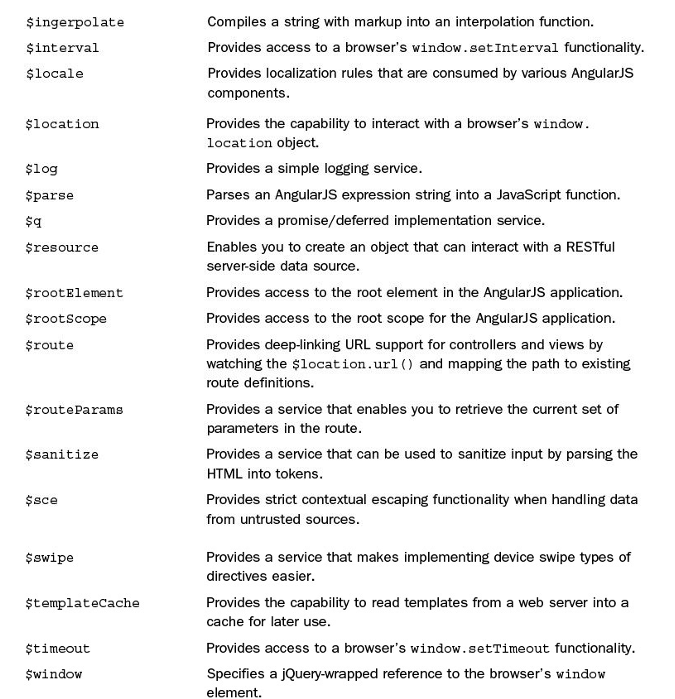 $ingerpolate Compiles a string with markup into an interpolation function.
$interval Provides access to a browser's window.setInterval functionality.
$locale Provides localization rules that are consumed by various AngularJS
components.
$location Provides the capability to interact with a browser's window.
location object.
$log Provides a simple logging service.
$parse Parses an AngularJS expression string into a JavaScript function.
$q Provides a promise/deferred implementation service.
$resource Enables you to create an object that can interact with a RESTful
server-side data source.
$rootElement Provides access to the root element in the AngularJS application.
$rootScope Provides access to the root scope for the AngularJS application.
$route Provides deep-linking URL support for controllers and views by
watching the $location.url() and mapping the path to existing
route definitions.
$routeParams Provides a service that enables you to retrieve the current set of
parameters in the route.
$sanitize Provides a service that can be used to sanitize input by parsing the
HTML into tokens.
$sce Provides strict contextual escaping functionality when handling data
from untrusted sources.
$swipe Provides a service that makes implementing device swipe types of
directives easier.
$templateCache Provides the capability to read templates from a web server into a
cache for later use.
$timeout Provides access to a browser's window.setTimeout functionality.
$window Specifies a jQuery-wrapped reference to the browser's window
element.